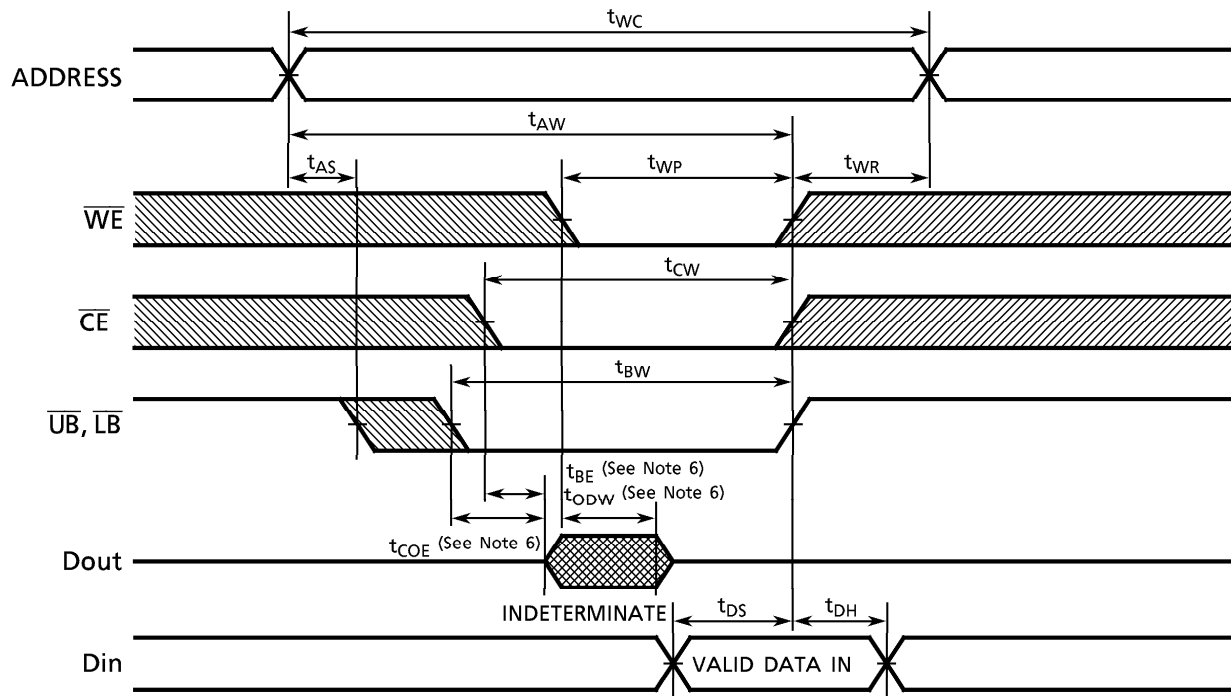 tWC
ADDRESS
tAW
tAS
tWP
tWR
WE
tCW
CE
tBW
UB, LB
tBE (See Note 6)
tODW (See Note 6)
tCOE (See Note 6)
Dout
INDETERMINATE
tDS
tDH
Din
VALID DATA IN